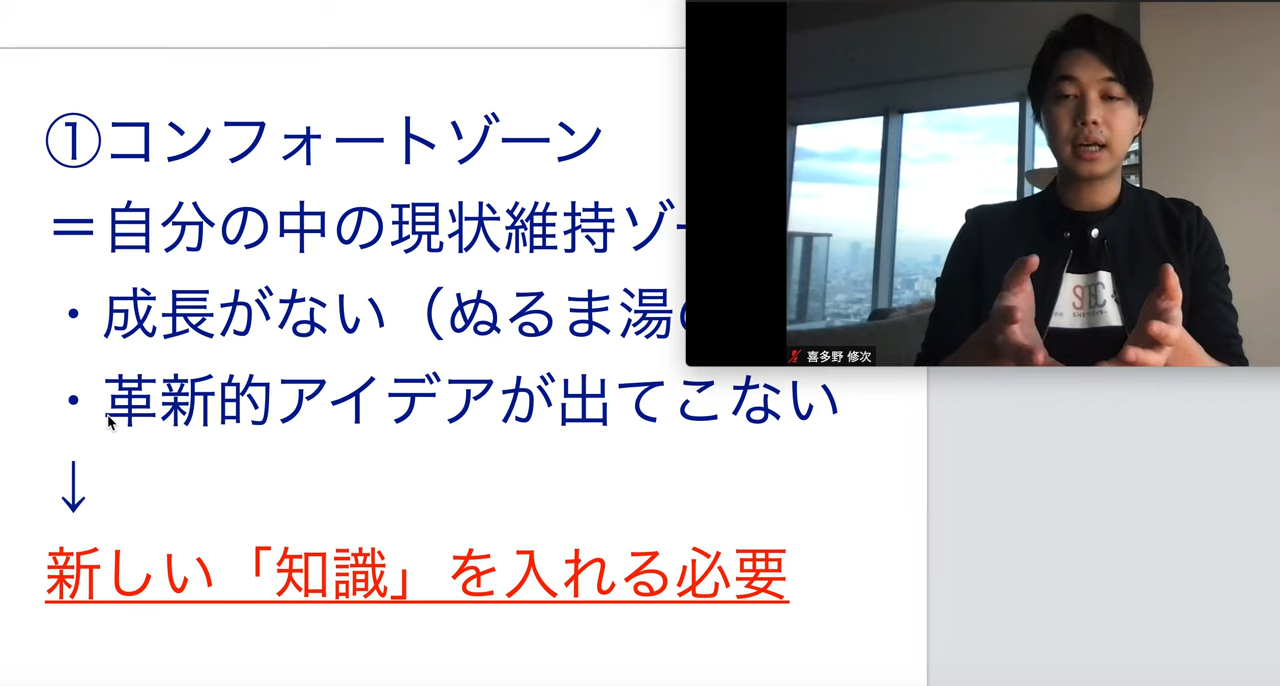 ①コンフォートゾーン
＝自分の中の現状維持ゾー
・成長がない（ぬるま湯の
・革新的アイデアが出てこない
↓
新しい「知識」を入れる必要
喜多野 修次